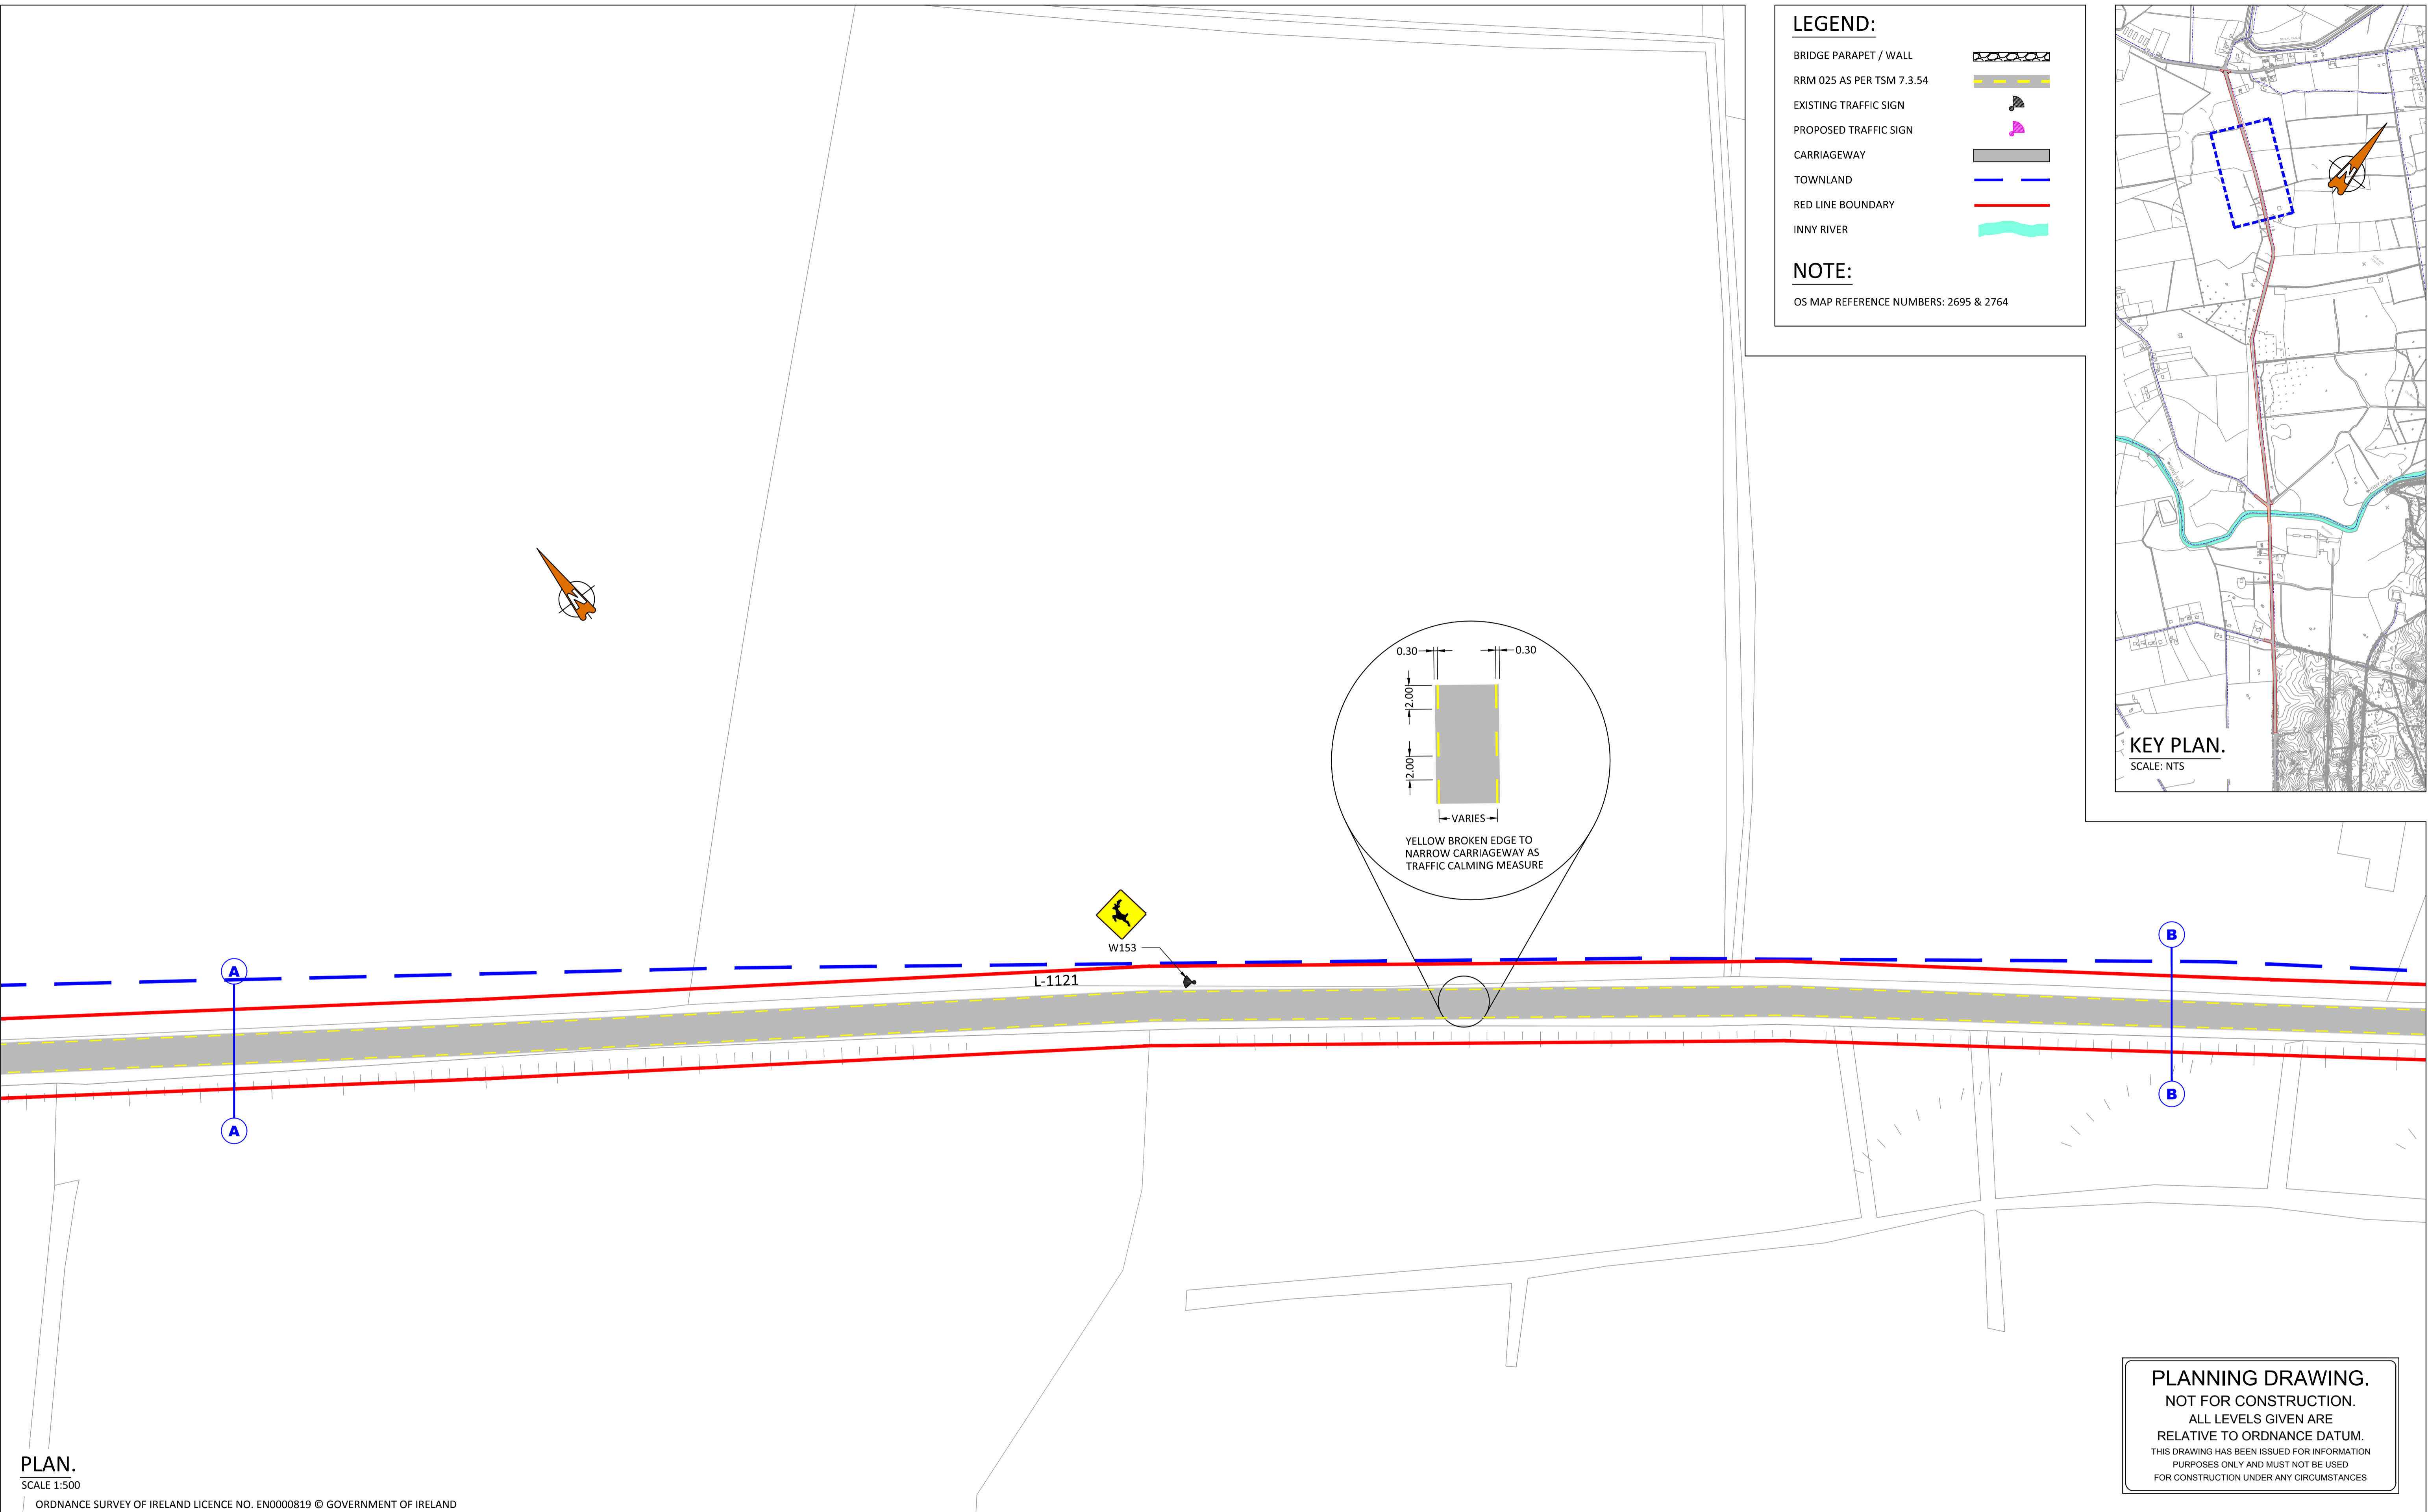 LEGEND:
BRIDGE PARAPET / WALL
RRM 025 AS PER TSM 7.3.54
EXISTING TRAFFIC SIGN
PROPOSED TRAFFIC SIGN
CARRIAGEWAY
TOWNLAND
RED LINE BOUNDARY
INNY RIVER
NOTE:
OS MAP REFERENCE NUMBERS: 2695 & 2764
N
KEY PLAN.
SCALE: NTS
N
0.30
0.30
2.00
2.00
VARIES
YELLOW BROKEN EDGE TO
NARROW CARRIAGEWAY AS
TRAFFIC CALMING MEASURE
W153
L-1121
A
A
B
B
PLAN.
SCALE 1:500
ORDNANCE SURVEY OF IRELAND LICENCE NO. EN0000819 © GOVERNMENT OF IRELAND
PLANNING DRAWING.
NOT FOR CONSTRUCTION.
ALL LEVELS GIVEN ARE
RELATIVE TO ORDNANCE DATUM.
THIS DRAWING HAS BEEN ISSUED FOR INFORMATION
PURPOSES ONLY AND MUST NOT BE USED
FOR CONSTRUCTION UNDER ANY CIRCUMSTANCES